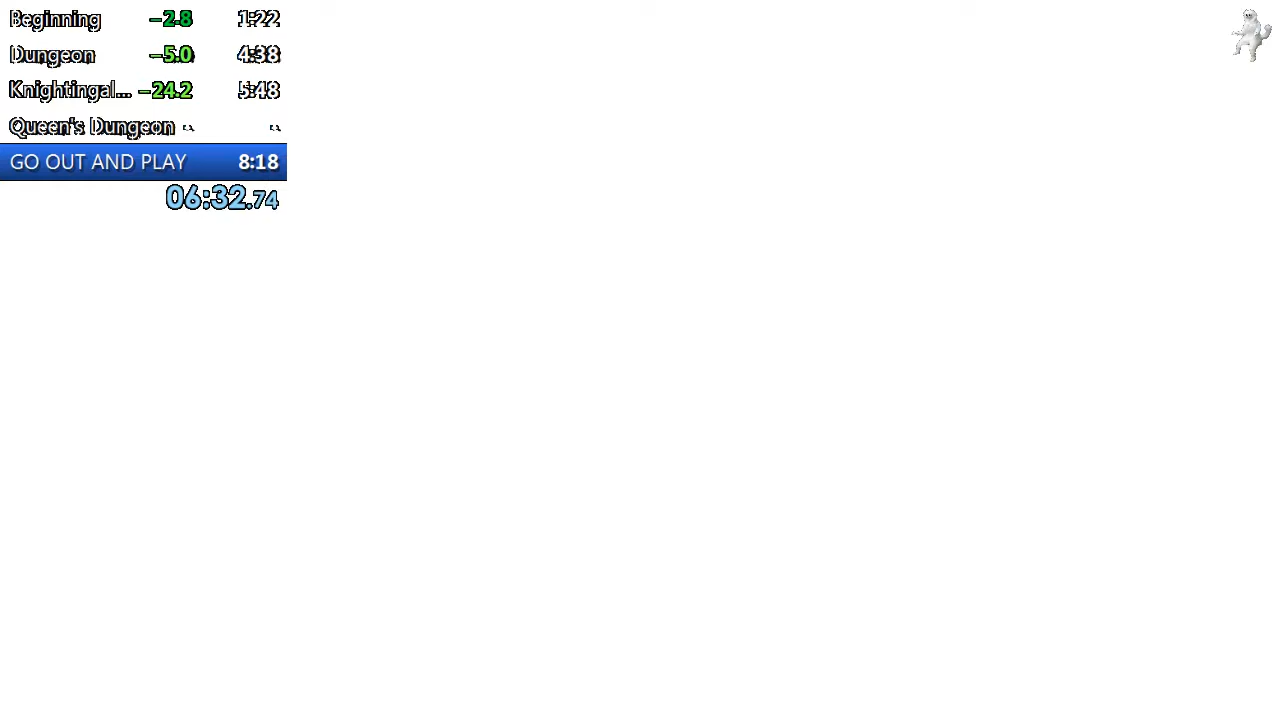 Beginning −2.8 1:22
Dungeon −5.0 4:38
Knightingal... −24.2 5:48
Queen's Dungeon - -
GO OUT AND PLAY 8:18
06:32.74